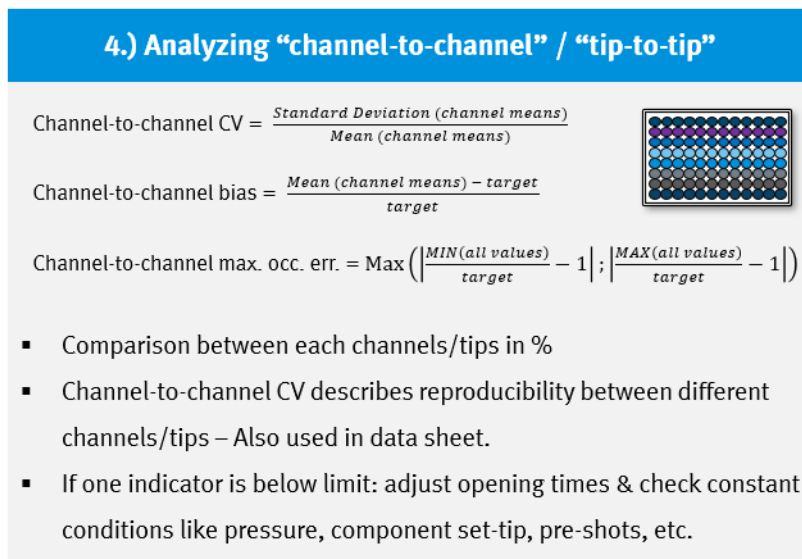 4.) Analyzing “channel-to-channel” / “tip-to-tip”
Channel-to-channel CV = Standard Deviation (channel means) / Mean (channel means)
Channel-to-channel bias = Mean (channel means) − target / target
Channel-to-channel max. occ. err. = Max (|MIN(all values) / target − 1| ; |MAX(all values) / target − 1|)
▪ Comparison between each channels/tips in %
▪ Channel-to-channel CV describes reproducibility between different
channels/tips – Also used in data sheet.
▪ If one indicator is below limit: adjust opening times & check constant
conditions like pressure, component set-tip, pre-shots, etc.